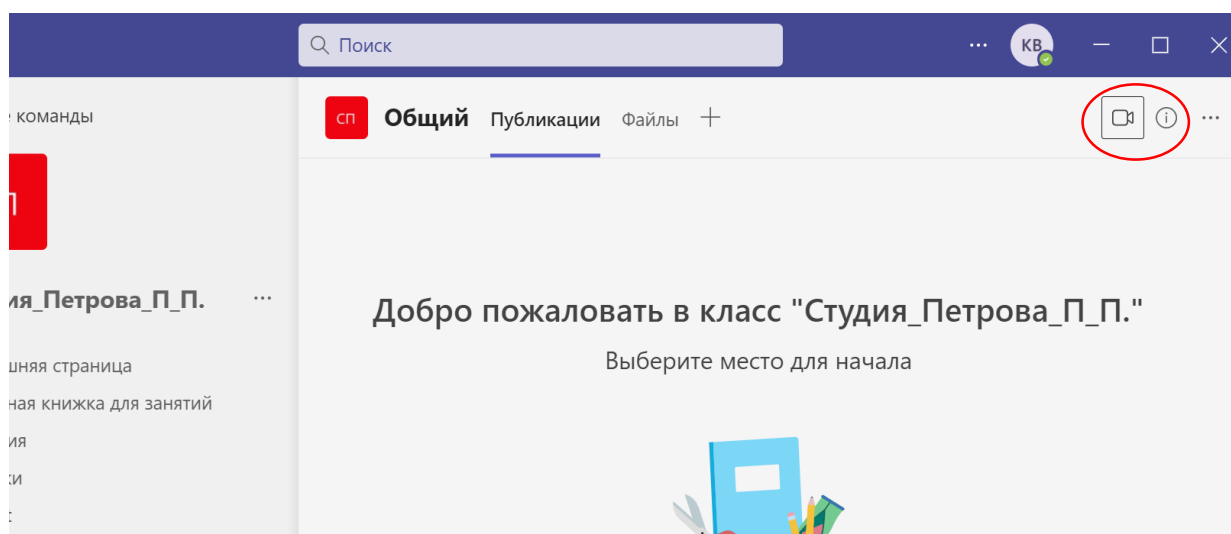 Поиск
КВ
команды
СП Общий Публикации Файлы
ия_Петрова_П_П.
Добро пожаловать в класс "Студия_Петрова_П_П."
Выберите место для начала
шняя страница
ная книжка для занятий
ия
ки